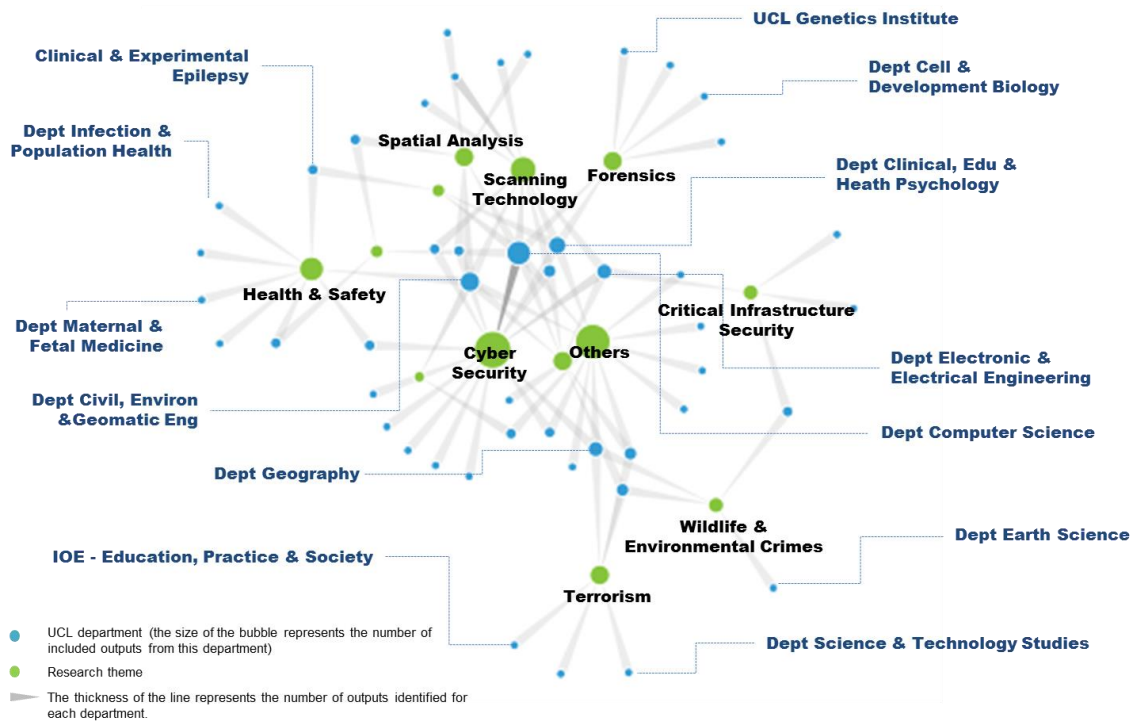 UCL Genetics Institute
Clinical & Experimental
Epilepsy
Dept Cell &
Development Biology
Dept Infection &
Population Health
Spatial Analysis
Scanning
Technology
Forensics
Dept Clinical, Edu &
Heath Psychology
Health & Safety
Critical Infrastructure
Security
Dept Maternal &
Fetal Medicine
Cyber
Security
Others
Dept Electronic &
Electrical Engineering
Dept Civil, Environ
&Geomatic Eng
Dept Computer Science
Dept Geography
Wildlife &
Environmental Crimes
Dept Earth Science
IOE - Education, Practice & Society
Terrorism
Dept Science & Technology Studies
UCL department (the size of the bubble represents the number of
included outputs from this department)
Research theme
The thickness of the line represents the number of outputs identified for
each department.